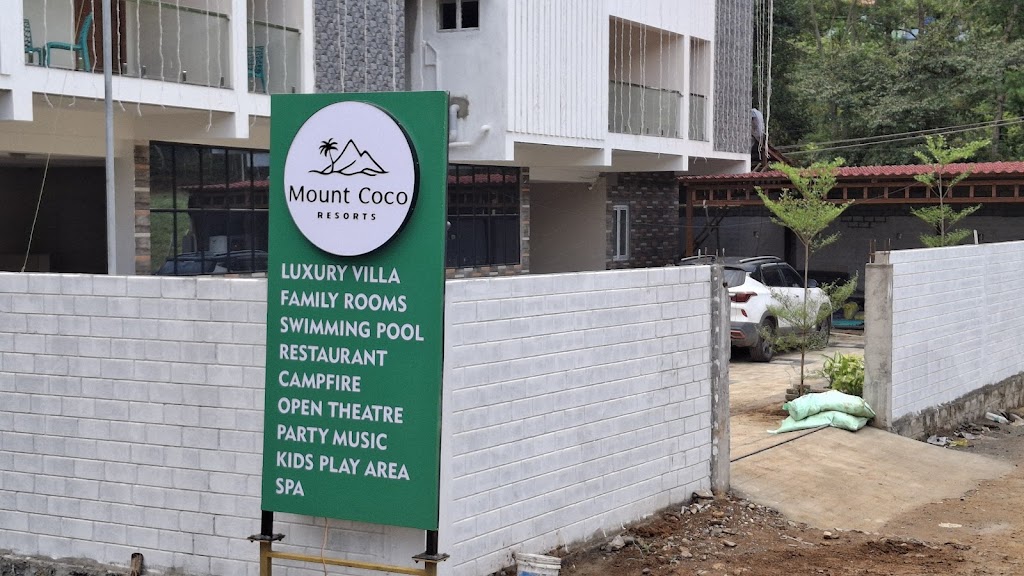 Mount Coco
RESORTS
LUXURY VILLA
FAMILY ROOMS
SWIMMING POOL
RESTAURANT
CAMPFIRE
OPEN THEATRE
PARTY MUSIC
KIDS PLAY AREA
SPA